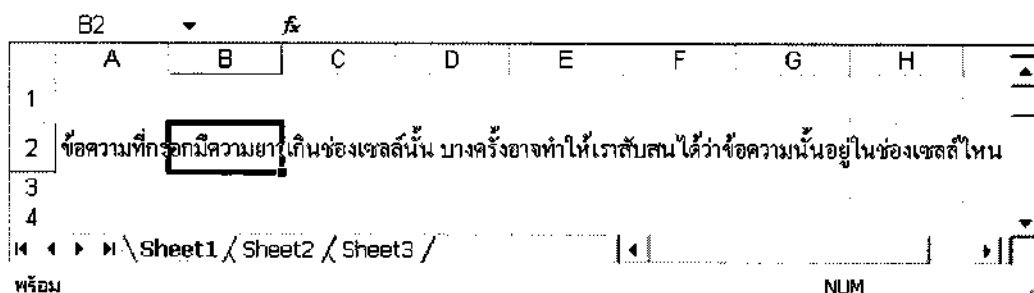 B2 fx
A B C D E F G H
1
2 ข้อความที่กรอกมีความยาวเกินช่องเซลล์นั้น บางครั้งอาจทำให้เราสับสนได้ว่าข้อความนั้นอยู่ในช่องเซลล์ไหน
3
4
Sheet1 / Sheet2 / Sheet3 /
พร้อม NUM